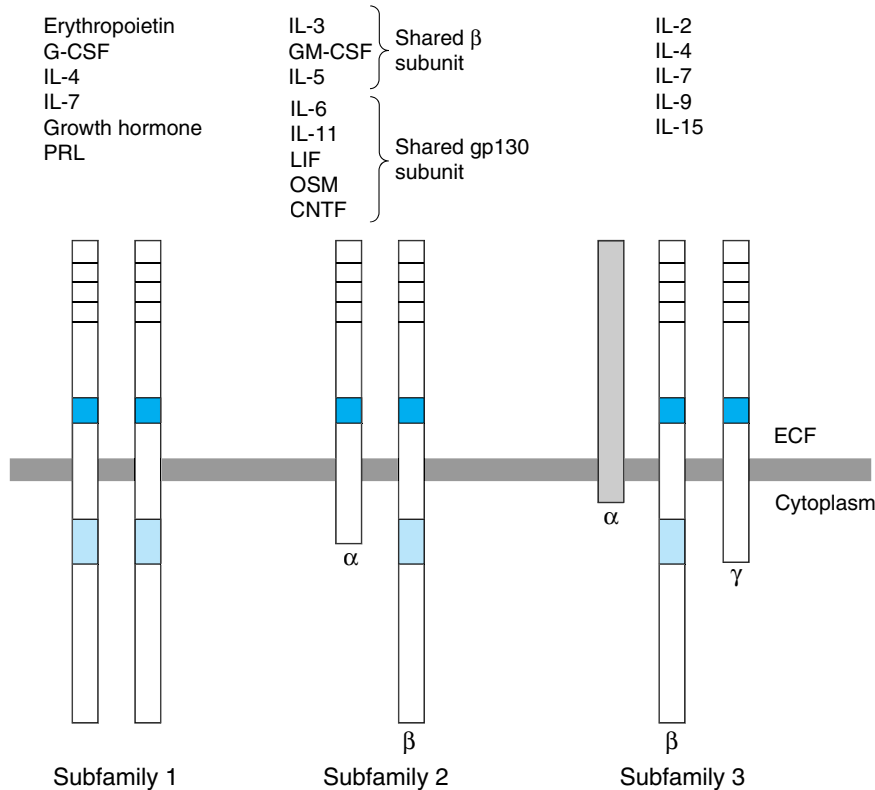 Erythropoietin
G-CSF
IL-4
IL-7
Growth hormone
PRL
IL-3
GM-CSF
IL-5
Shared β
subunit
IL-6
IL-11
LIF
OSM
CNTF
Shared gp130
subunit
IL-2
IL-4
IL-7
IL-9
IL-15
ECF
Cytoplasm
α
β
α
β
γ
Subfamily 1
Subfamily 2
Subfamily 3